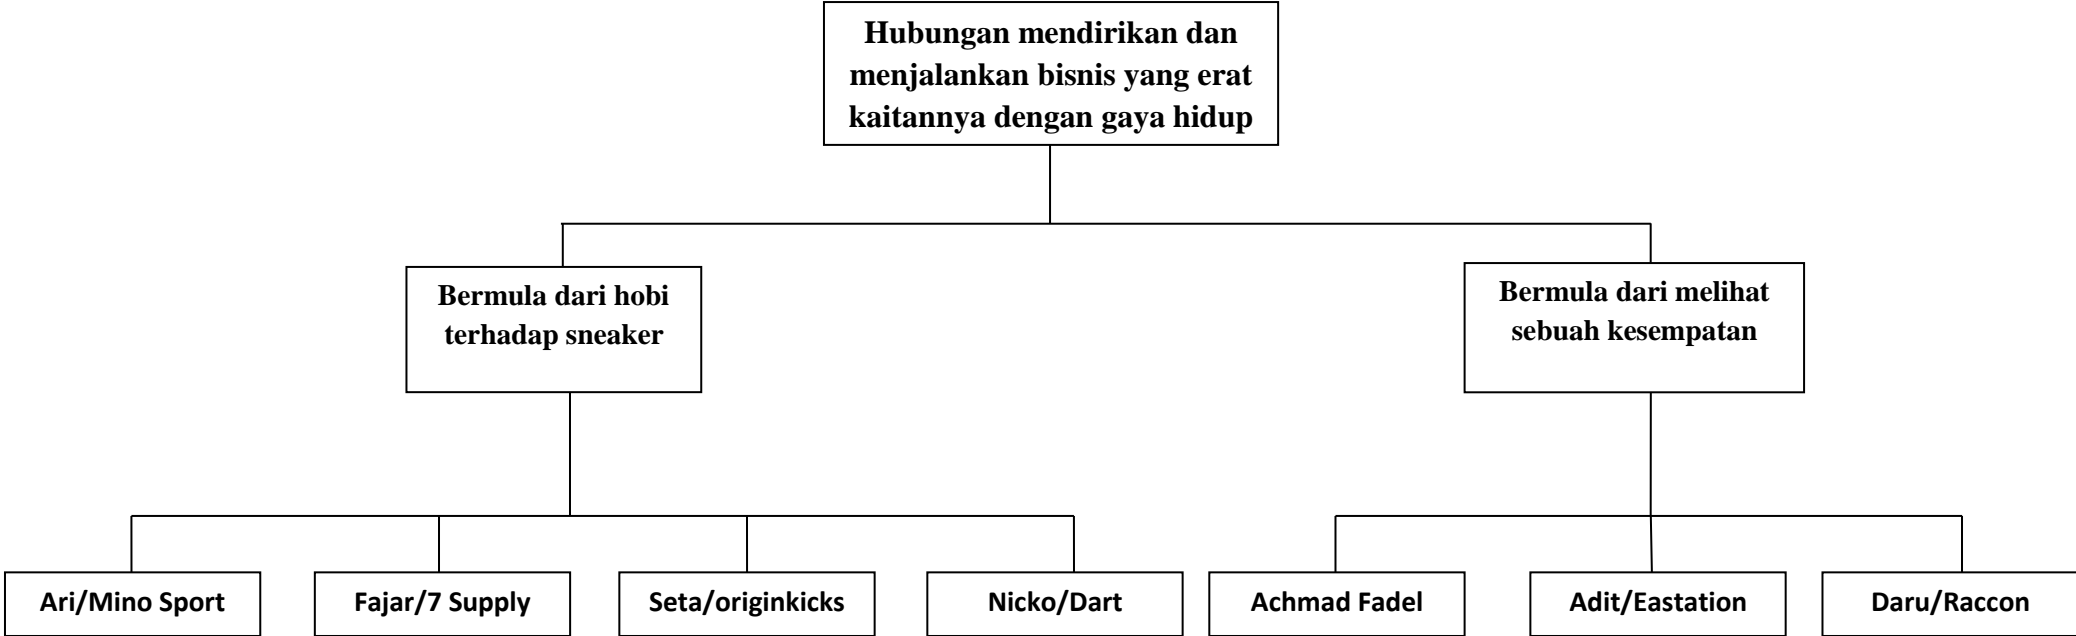 Hubungan mendirikan dan
menjalankan bisnis yang erat
kaitannya dengan gaya hidup
Bermula dari hobi
terhadap sneaker
Bermula dari melihat
sebuah kesempatan
Ari/Mino Sport
Fajar/7 Supply
Seta/originkicks
Nicko/Dart
Achmad Fadel
Adit/Eastation
Daru/Raccon